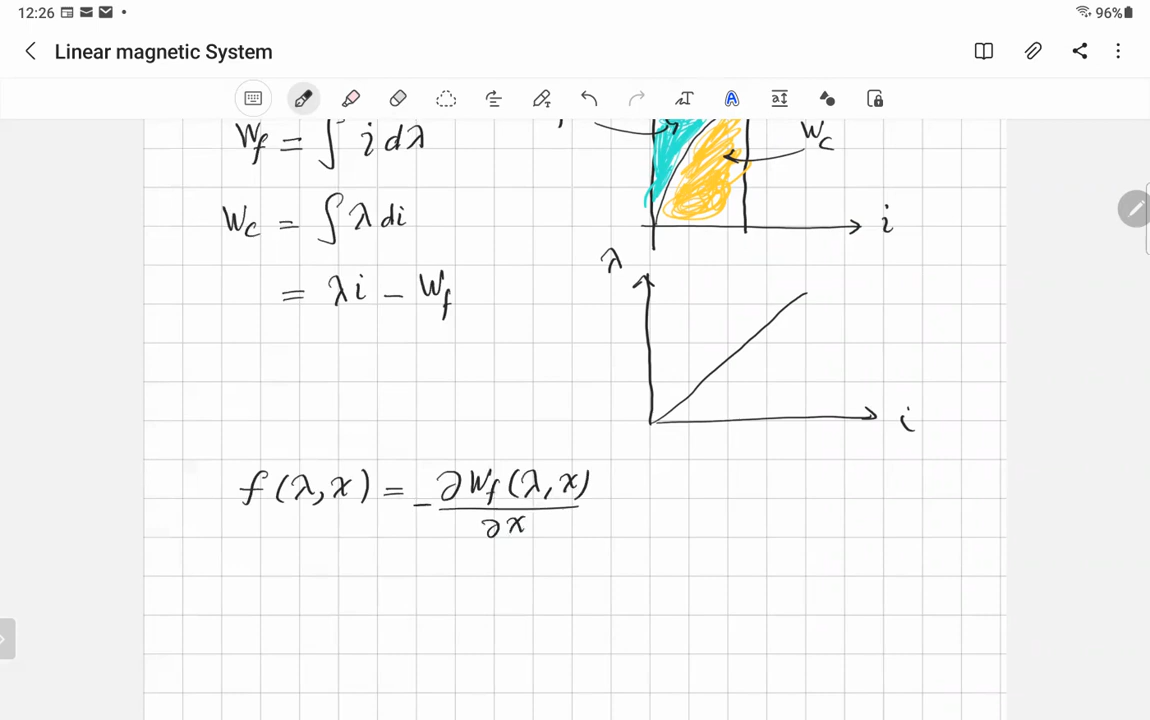 12:26
96%
Linear magnetic System
W_f = ∫ i dλ
W_c
W_c = ∫ λ di
i
λ
= λi - W_f
i
f(λ,x) = -∂W_f(λ,x)/∂x